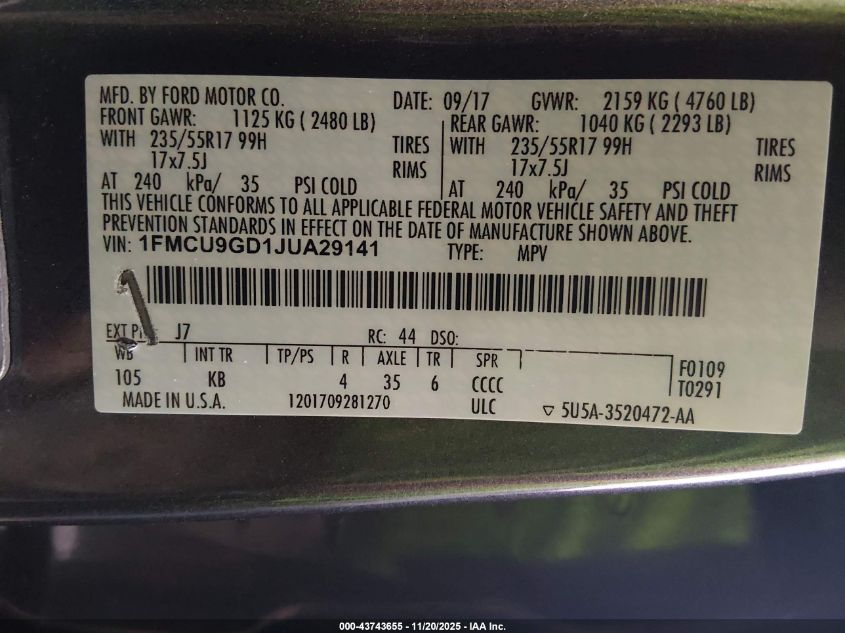 MFD. BY FORD MOTOR CO. DATE: 09/17 GVWR: 2159 KG ( 4760 LB)
FRONT GAWR: 1125 KG ( 2480 LB) REAR GAWR: 1040 KG ( 2293 LB)
WITH 235/55R17 99H TIRES WITH 235/55R17 99H TIRES
17x7.5J RIMS 17x7.5J RIMS
AT 240 kPa/ 35 PSI COLD AT 240 kPa/ 35 PSI COLD
THIS VEHICLE CONFORMS TO ALL APPLICABLE FEDERAL MOTOR VEHICLE SAFETY AND THEFT
PREVENTION STANDARDS IN EFFECT ON THE DATE OF MANUFACTURE SHOWN ABOVE.
VIN: 1FMCU9GD1JUA29141 TYPE: MPV
EXT J7 RC: 44 DSO:
WB INT TR TP/PS R AXLE TR SPR F0109
105 KB 4 35 6 CCCC T0291
MADE IN U.S.A. 1201709281270 ULC ▽ 5U5A-3520472-AA
000-43743655 - 11/20/2025 - IAA Inc.